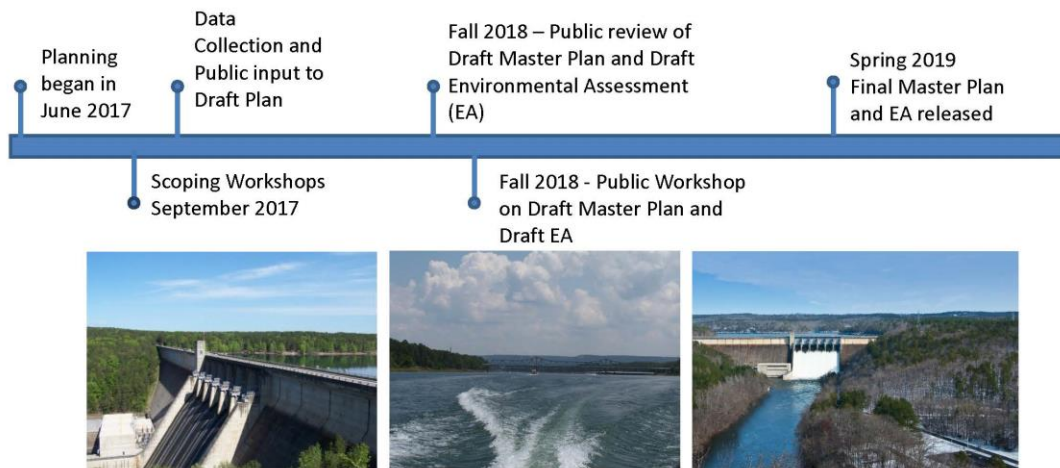 Planning
began in
June 2017
Data
Collection and
Public input to
Draft Plan
Fall 2018 – Public review of
Draft Master Plan and Draft
Environmental Assessment
(EA)
Spring 2019
Final Master Plan
and EA released
Scoping Workshops
September 2017
Fall 2018 - Public Workshop
on Draft Master Plan and
Draft EA